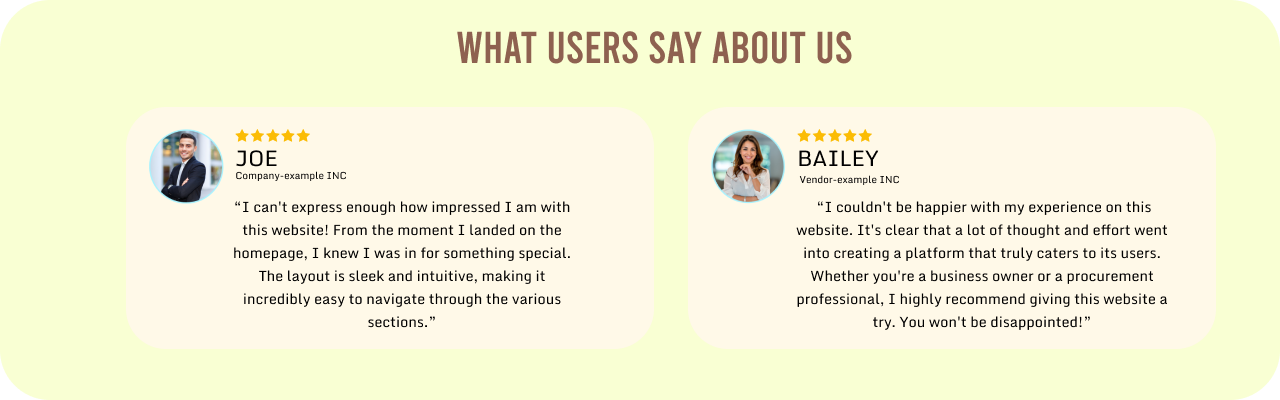 WHAT USERS SAY ABOUT US
JOE
Company-example INC
“I can't express enough how impressed I am with
this website! From the moment I landed on the
homepage, I knew I was in for something special.
The layout is sleek and intuitive, making it
incredibly easy to navigate through the various
sections.”
BAILEY
Vendor-example INC
“I couldn't be happier with my experience on this
website. It's clear that a lot of thought and effort went
into creating a platform that truly caters to its users.
Whether you're a business owner or a procurement
professional, I highly recommend giving this website a
try. You won't be disappointed!”